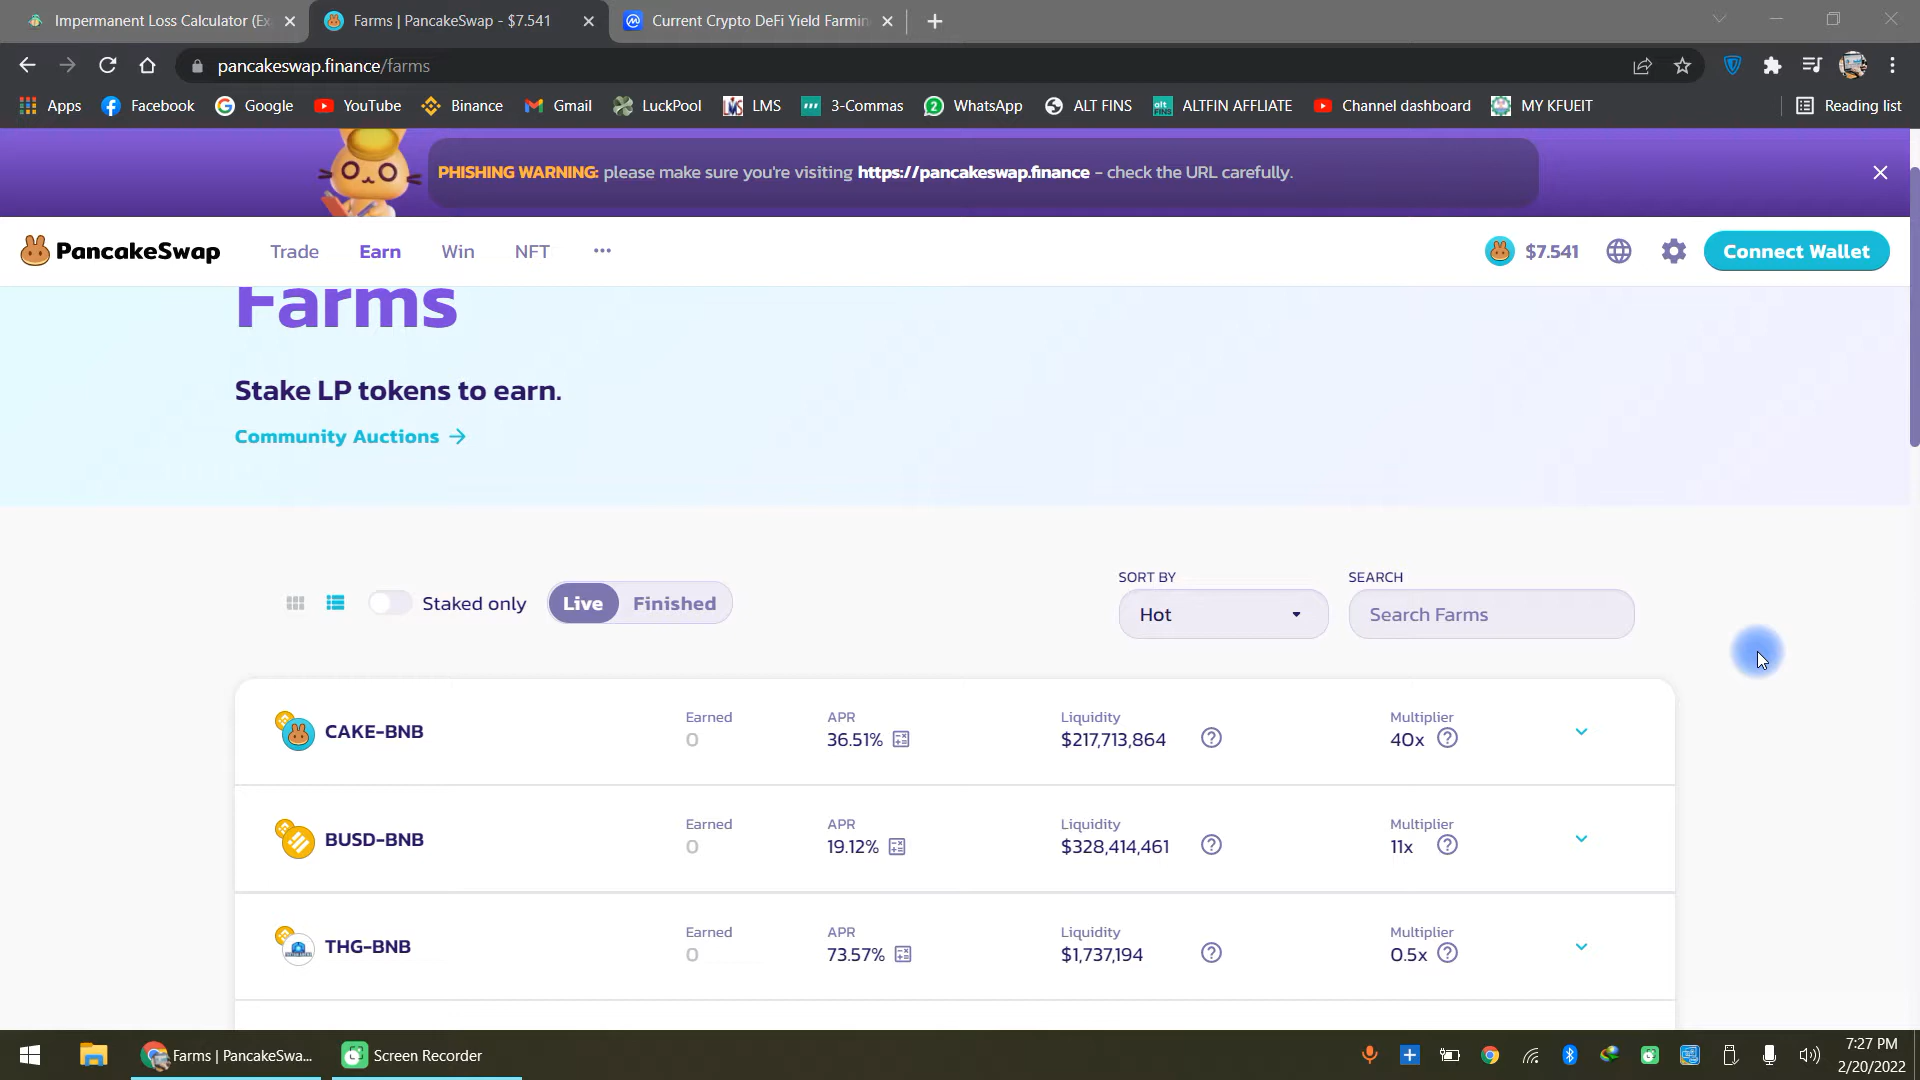 Impermanent Loss Calculator (Ex
Farms | PancakeSwap - $7.541
Current Crypto DeFi Yield Farmin
pancakeswap.finance/farms
Apps
Facebook
Google
YouTube
Binance
Gmail
LuckPool
LMS
3-Commas
WhatsApp
ALT FINS
ALTFIN AFFLIATE
Channel dashboard
MY KFUEIT
Reading list
PHISHING WARNING: please make sure you're visiting https://pancakeswap.finance - check the URL carefully.
PancakeSwap
Trade
Earn
Win
NFT
$7.541
Connect Wallet
Farms
Stake LP tokens to earn.
Community Auctions
Staked only
Live
Finished
SORT BY
Hot
SEARCH
Search Farms
CAKE-BNB
Earned
0
APR
36.51%
Liquidity
$217,713,864
Multiplier
40x
BUSD-BNB
Earned
0
APR
19.12%
Liquidity
$328,414,461
Multiplier
11x
THG-BNB
Earned
0
APR
73.57%
Liquidity
$1,737,194
Multiplier
0.5x
Farms | PancakeSwa...
Screen Recorder
7:27 PM
2/20/2022